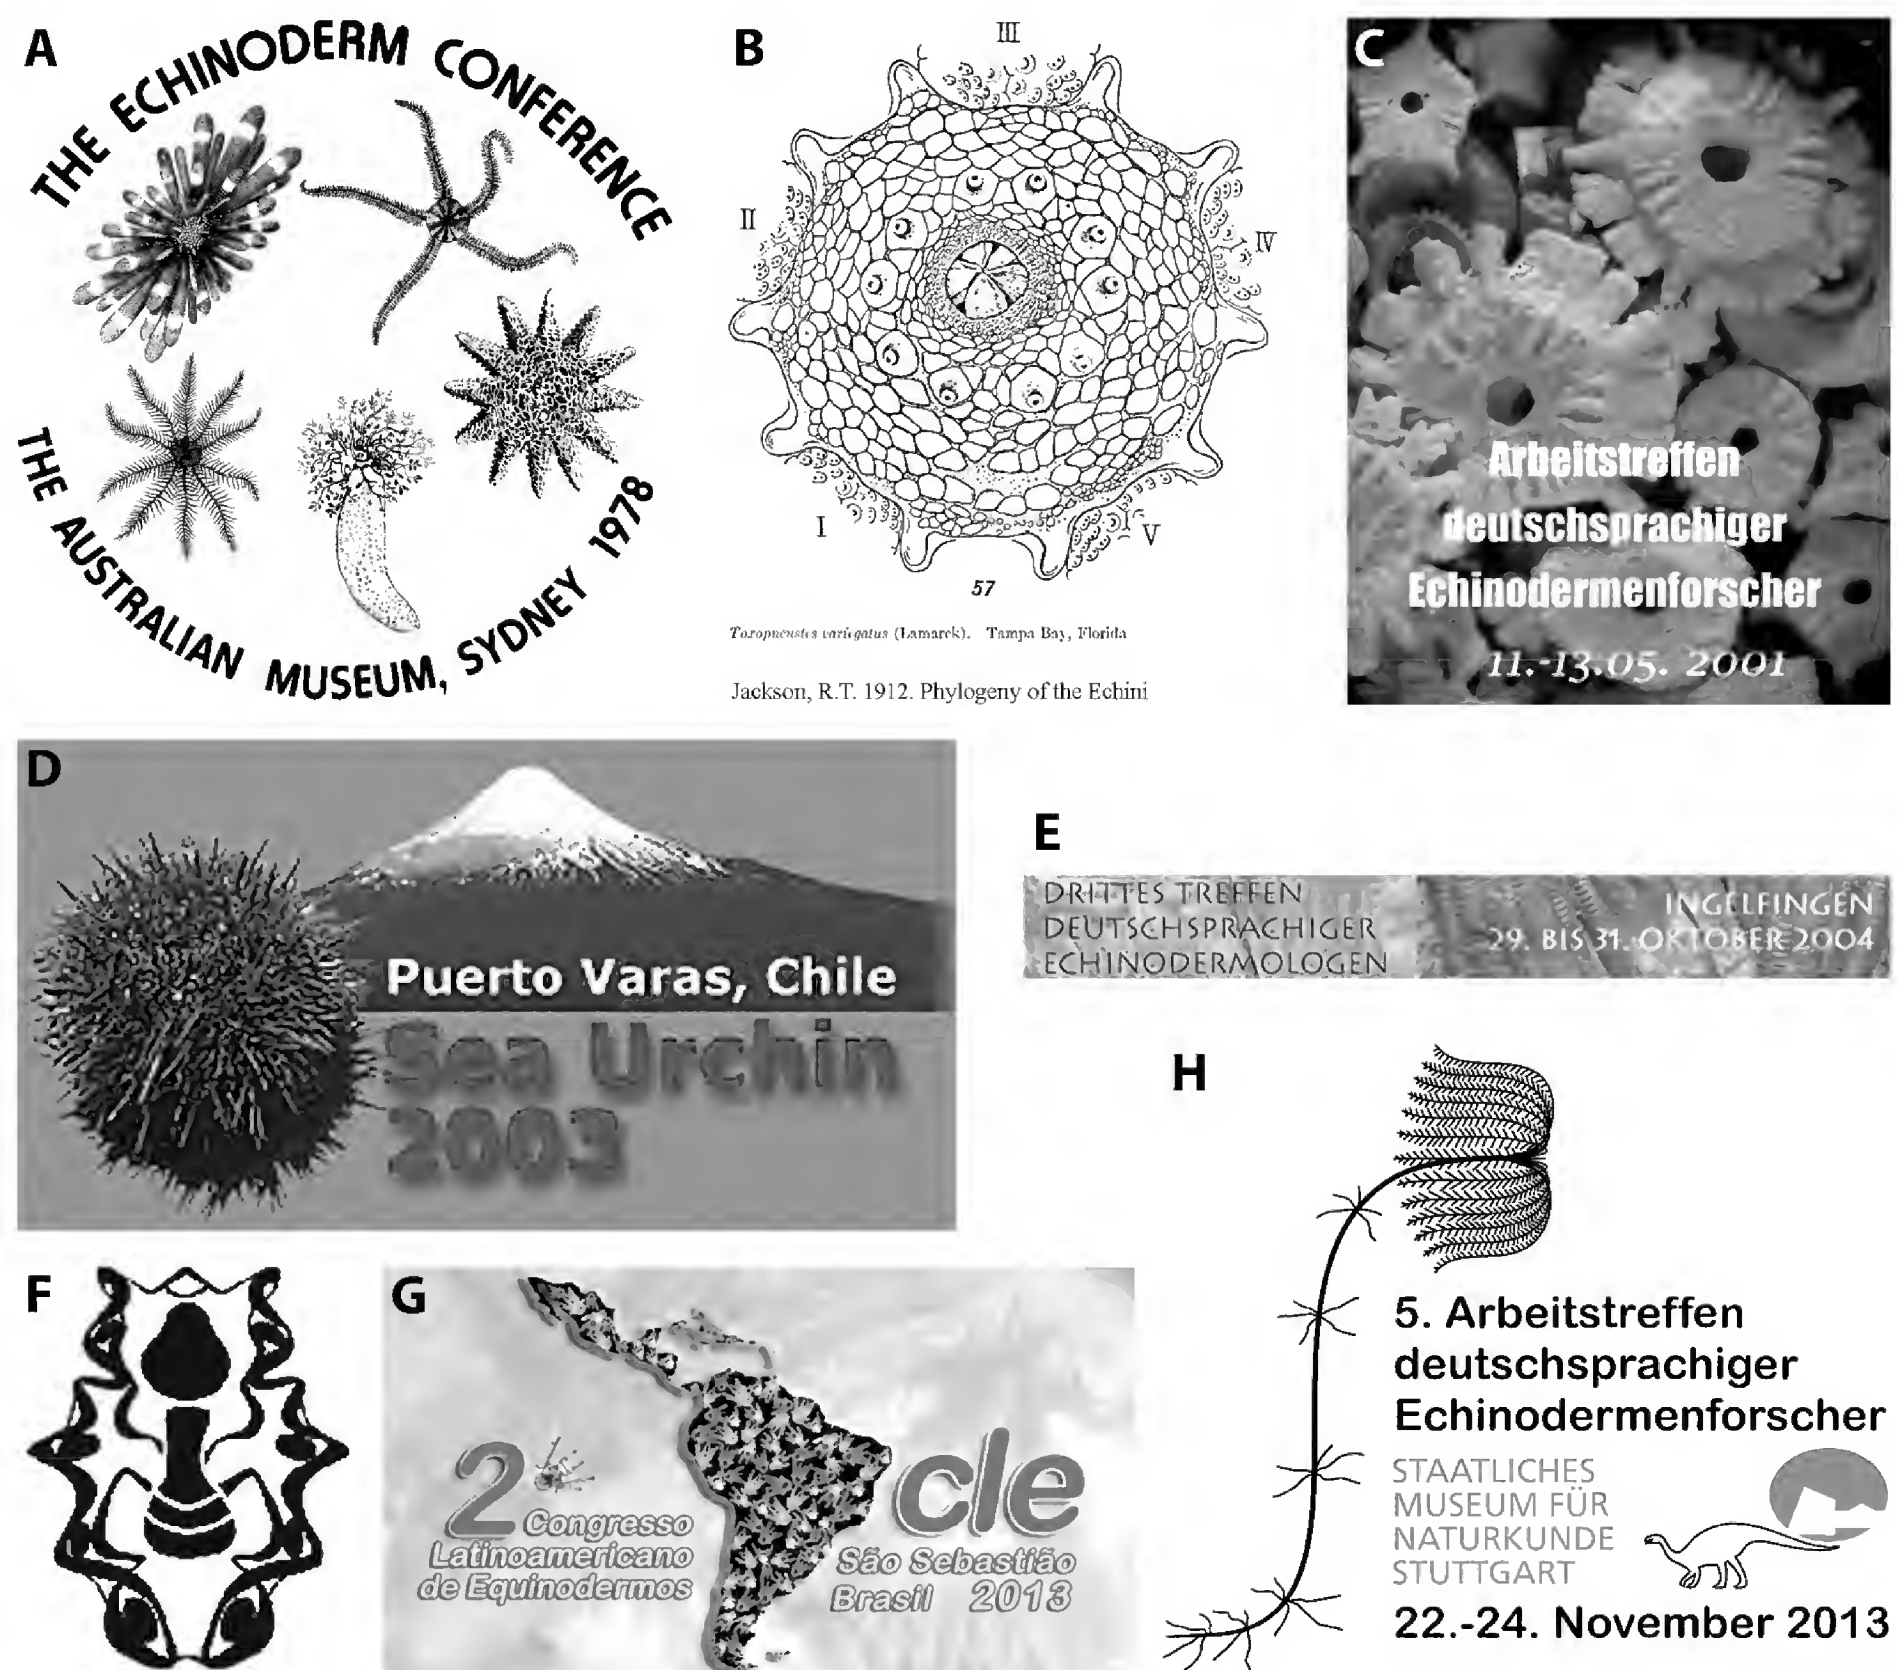 A
THE ECHINODERM CONFERENCE
THE AUSTRALIAN MUSEUM, SYDNEY 1978
B
III
II
IV
I
V
57
Toxopneustes variegatus (Lamarck). Tampa Bay, Florida
Jackson, R.T. 1912. Phylogeny of the Echini
C
Arbeitstreffen
deutschsprachiger
Echinodermenforscher
11.-13.05. 2001
D
Puerto Varas, Chile
Sea Urchin
2003
E
DRITTES TREFFEN
DEUTSCHSPRACHIGER
ECHINODERMOLOGEN
INGELFINGEN
29. BIS 31. OKTOBER 2004
F
G
2 Congresso
Latinoamericano
de Equinodermos
cle
São Sebastião
Brasil 2013
H
5. Arbeitstreffen
deutschsprachiger
Echinodermenforscher
STAATLICHES
MUSEUM FÜR
NATURKUNDE
STUTTGART
22.-24. November 2013